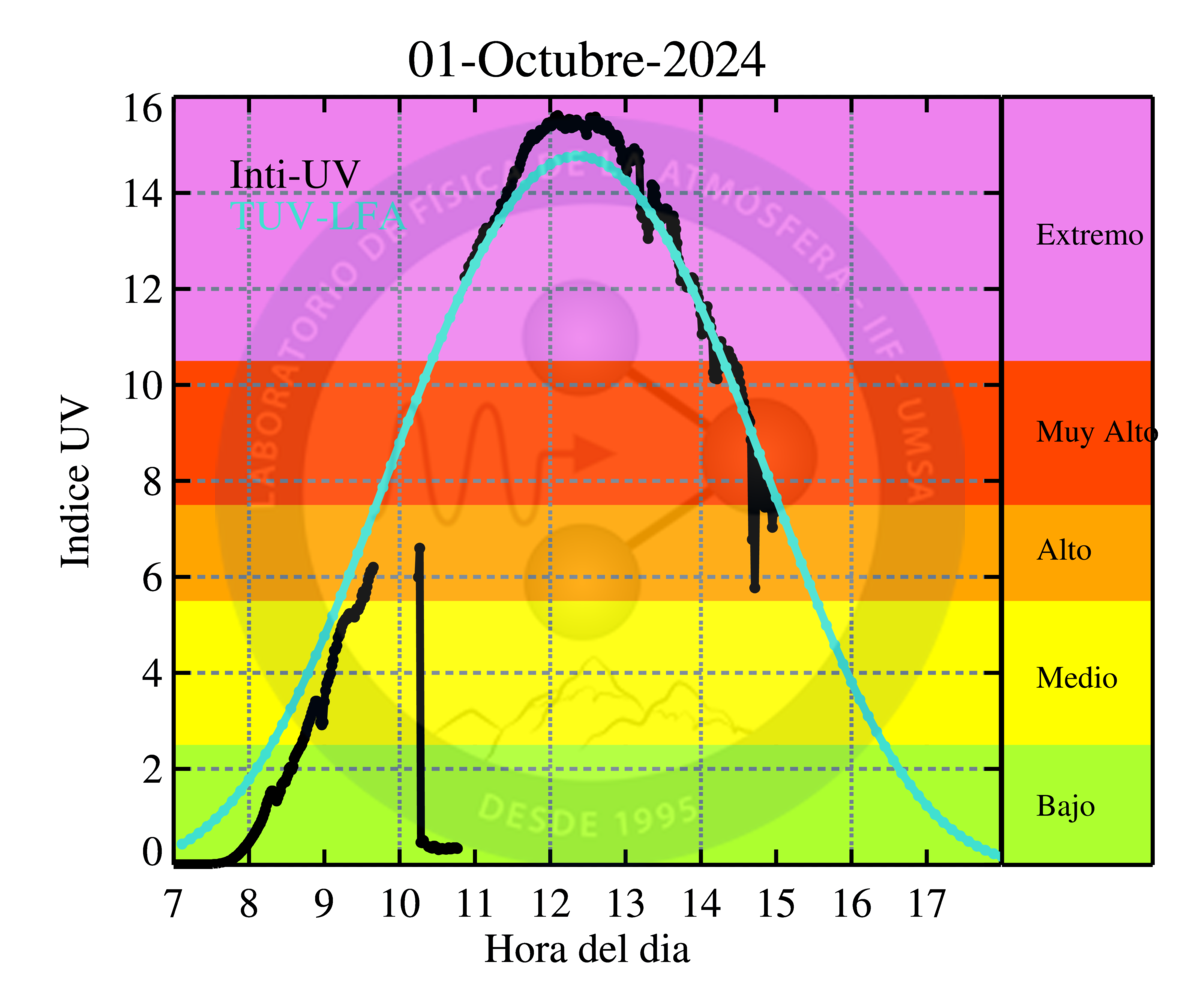 01-Octubre-2024
16
14
12
10
8
6
4
2
0
Indice UV
Inti-UV
TUV-LFA
LABORATORIO DE FÍSICA DE LA ATMÓSFERA - IIF - UMSA
DESDE 1995
Extremo
Muy Alto
Alto
Medio
Bajo
7 8 9 10 11 12 13 14 15 16 17
Hora del dia